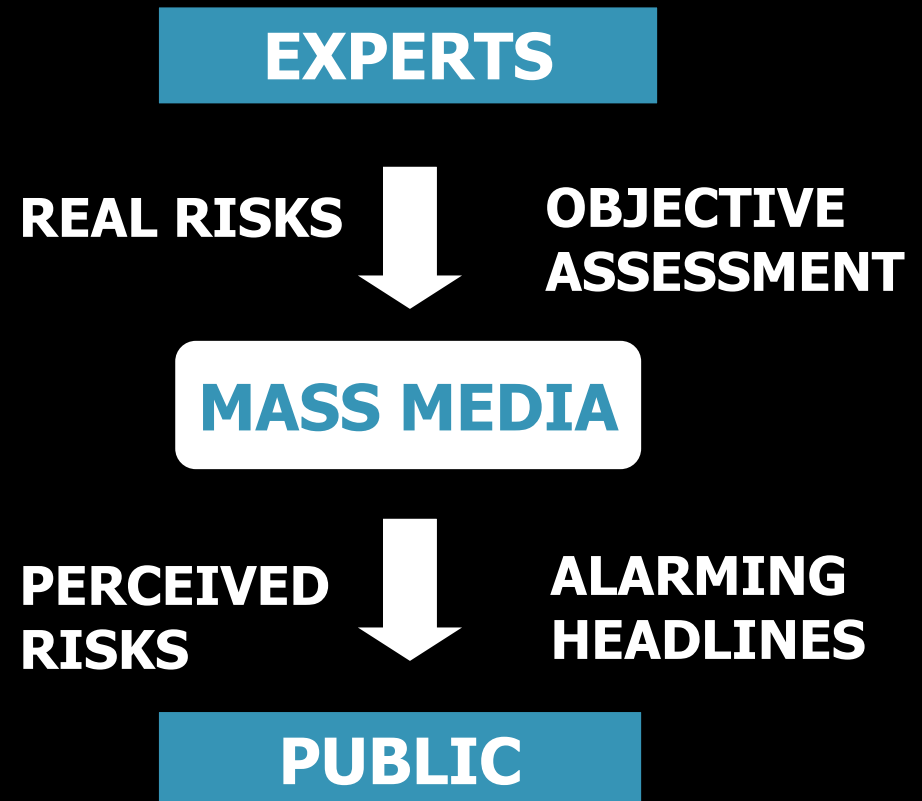 EXPERTS
REAL RISKS
OBJECTIVE
ASSESSMENT
MASS MEDIA
PERCEIVED
RISKS
ALARMING
HEADLINES
PUBLIC